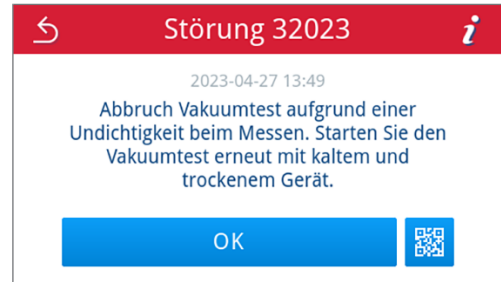 Störung 32023
i
2023-04-27 13:49
Abbruch Vakuumtest aufgrund einer
Undichtigkeit beim Messen. Starten Sie den
Vakuumtest erneut mit kaltem und
trockenem Gerät.
OK